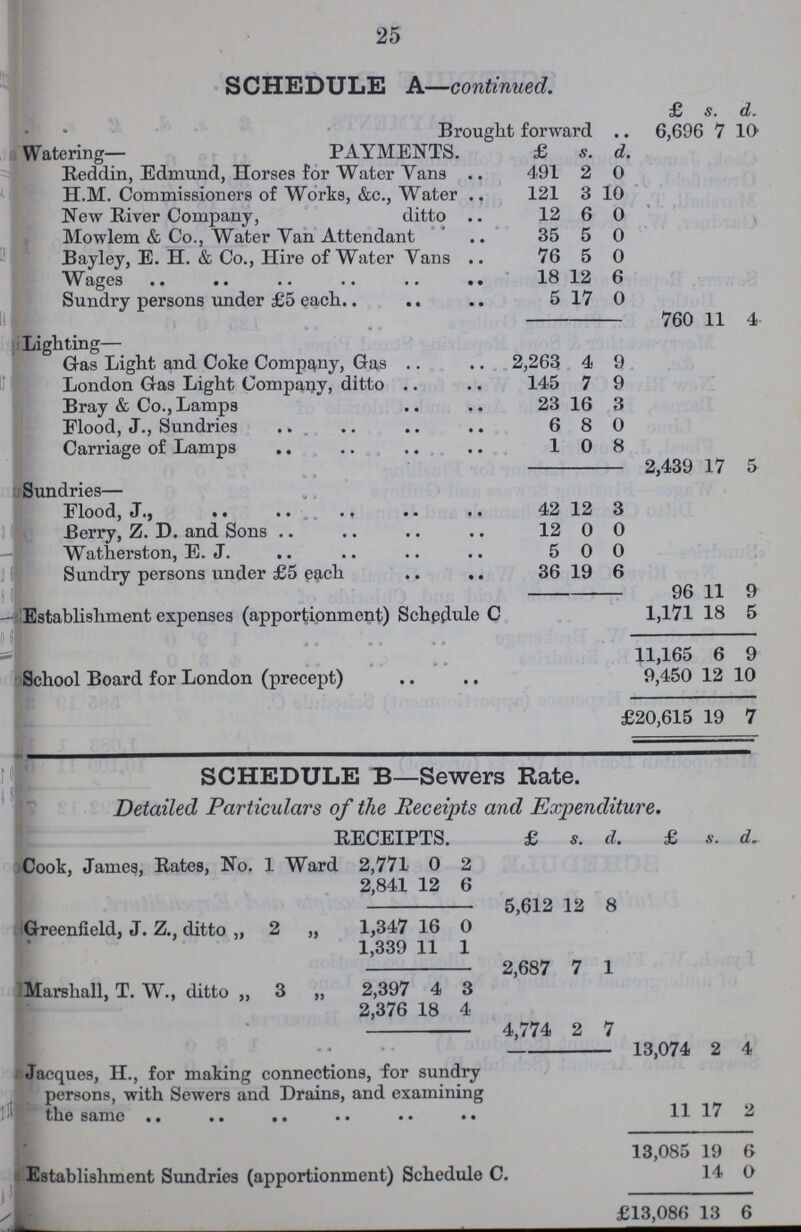 25
SCHEDULE A—continued.
£ s. d.
Brought forward .. 6,696 7 10
Watering— PAYMENTS. £ s. d.
Reddin, Edmund, Horses for Water Vans .. 491 2 0
H.M. Commissioners of Works, &c., Water .. 121 3 10
New River Company, ditto .. 12 6 0
Mowlem & Co., Water Van Attendant .. 35 5 0
Bayley, E. H. & Co., Hire of Water Vans .. 76 5 0
Wages .. .. .. .. .. 18 12 6
Sundry persons under £5 each.. .. .. 5 17 0
760 11 4
Lighting—
Gas Light and Coke Company, Gas .. .. 2,263 4 9
London Gas Light Company, ditto .. .. 145 7 9
Bray & Co., Lamps .. .. 23 16 3
Flood, J., Sundries .. .. .. .. 6 8 0
Carriage of Lamps .. .. .. .. 1 0 8
2,439 17 5
Sundries—
Flood, J., .. .. .. .. .. 42 12 3
Berry, Z. D. and Sons .. .. .. .. 12 0 0
Watherston, E. J. .. .. .. .. 5 0 0
Sundry persons under £5 each .. .. 36 19 6
96 11 9
Establishment expenses (apportionment) Schedule C 1,171 18 5
11,165 6 9
School Board for London (precept) .. .. 9,450 12 10
£20,615 19 7
SCHEDULE B—Sewers Rate.
Detailed Particulars of the Receipts and Expenditure.
RECEIPTS. £ s. d. £ s. d.
Cook, James, Rates, No. 1 Ward 2,771 0 2
2,841 12 6
5,612 12 8
Greenfield, J. Z., ditto „ 2 „ 1,347 16 0
1,339 11 1
2,687 7 1
Marshall, T. W., ditto „ 3 „ 2,397 4 3
2,376 18 4
4,774 2 7
13,074 2 4
Jacques, H., for making connections, for sundry
persons, with Sewers and Drains, and examining
the same .. .. .. .. .. .. 11 17 2
13,085 19 6
Establishment Sundries (apportionment) Schedule C. 14 0
£13,086 13 6